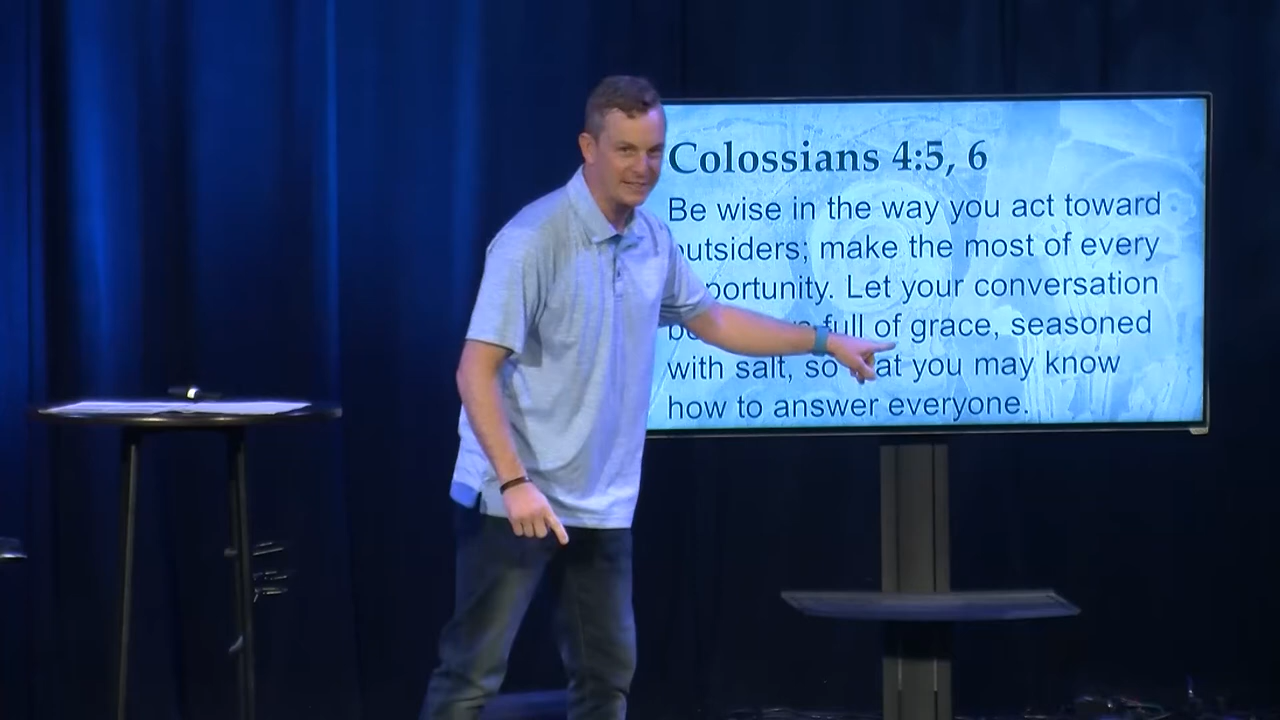 Colossians 4:5, 6
Be wise in the way you act toward
outsiders; make the most of every
opportunity. Let your conversation
full of grace, seasoned
with salt, so that you may know
how to answer everyone.